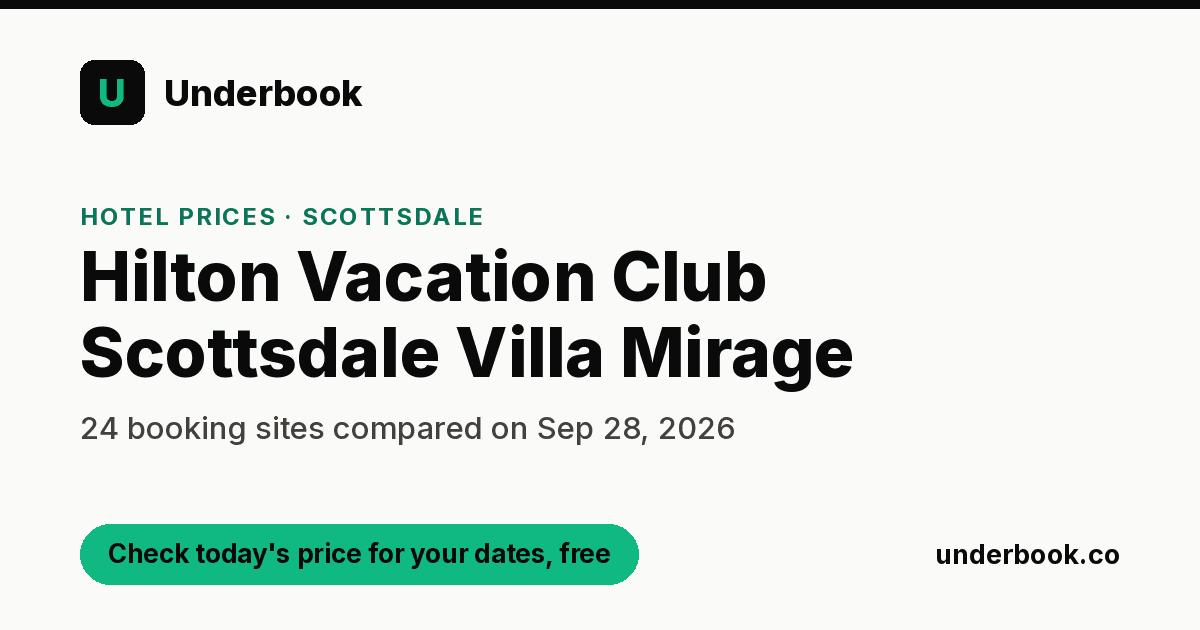 U Underbook
HOTEL PRICES · SCOTTSDALE
Hilton Vacation Club
Scottsdale Villa Mirage
24 booking sites compared on Sep 28, 2026
Check today's price for your dates, free
underbook.co